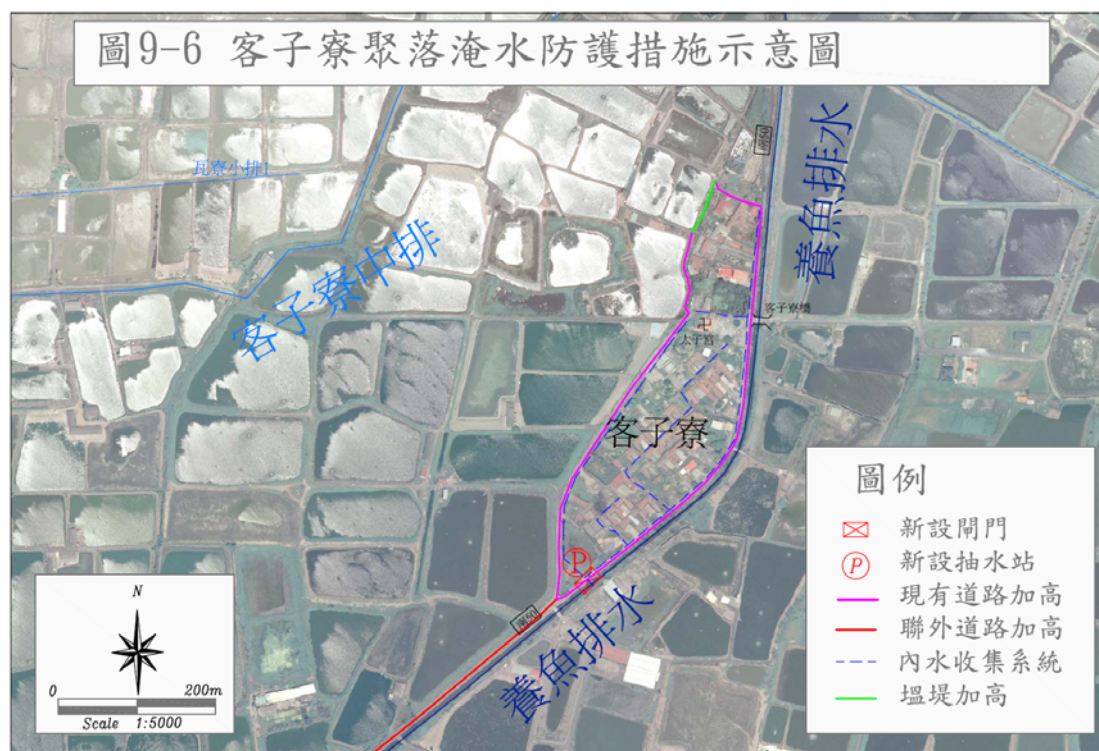 圖9-6 客子寮聚落淹水防護措施示意圖
瓦寮小排1
客子寮中排
養魚排水
客子寮橋
太子宮
客子寮
養魚排水
P
圖例
新設閘門
P 新設抽水站
現有道路加高
聯外道路加高
內水收集系統
塭堤加高
N
0 200m
Scale 1:5000